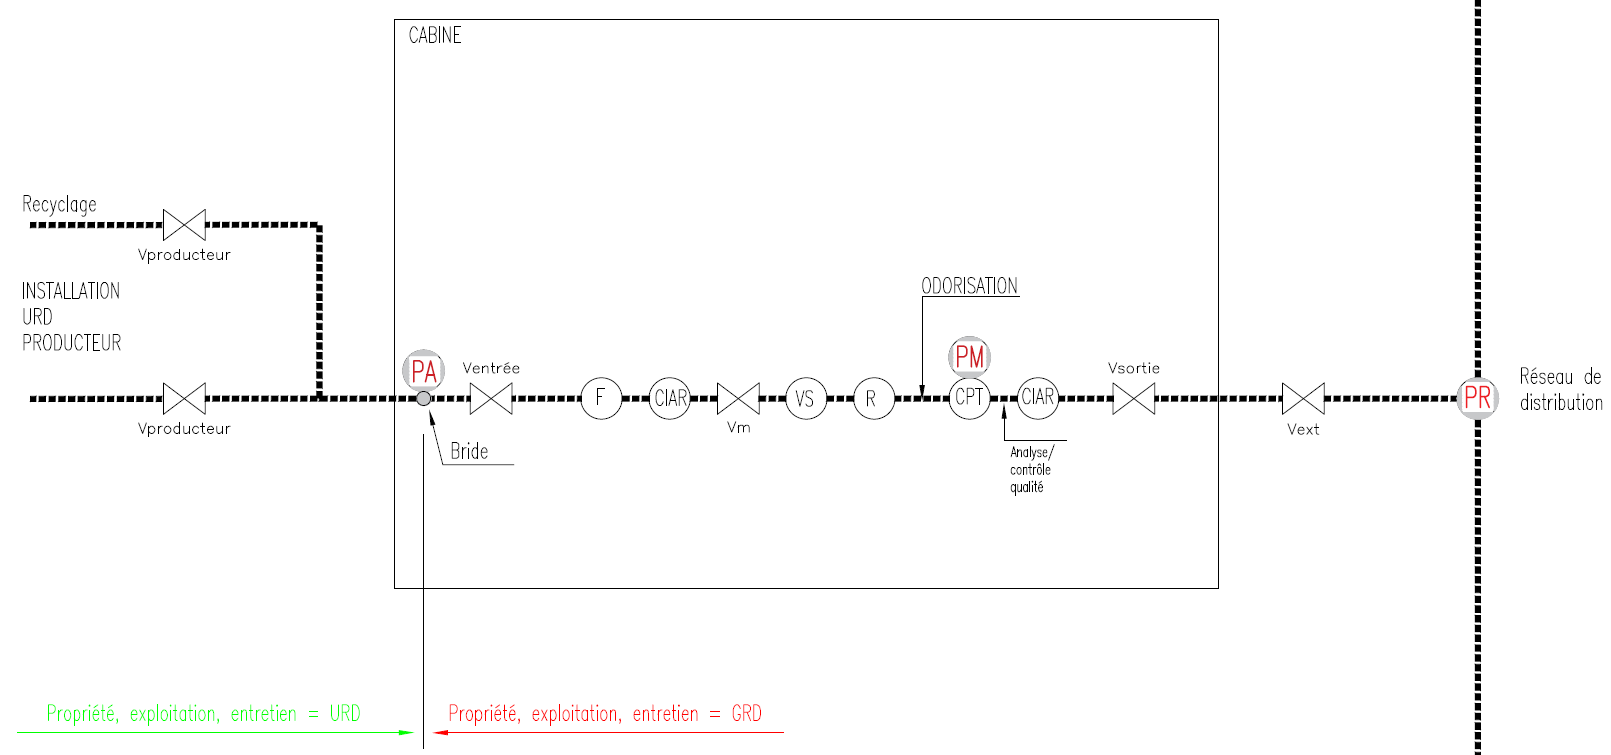 CABINE
Recyclage
Vproducteur
INSTALLATION
URD
PRODUCTEUR
Vproducteur
PA
Bride
Ventrée
F
CIAR
Vm
VS
R
ODORISATION
PM
CPT
CIAR
Analyse/
contrôle
qualité
Vsortie
Vext
PR
Réseau de
distribution
Propriété, exploitation, entretien = URD
Propriété, exploitation, entretien = GRD